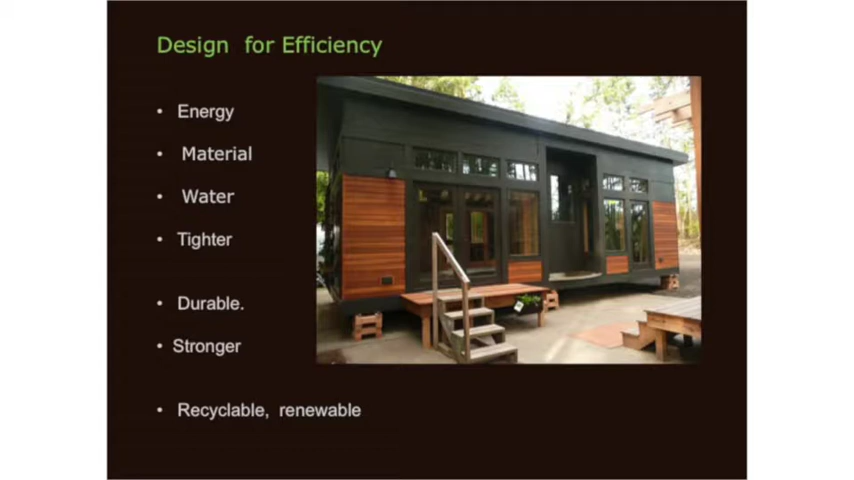 Design for Efficiency
• Energy
• Material
• Water
• Tighter
• Durable.
• Stronger
• Recyclable, renewable